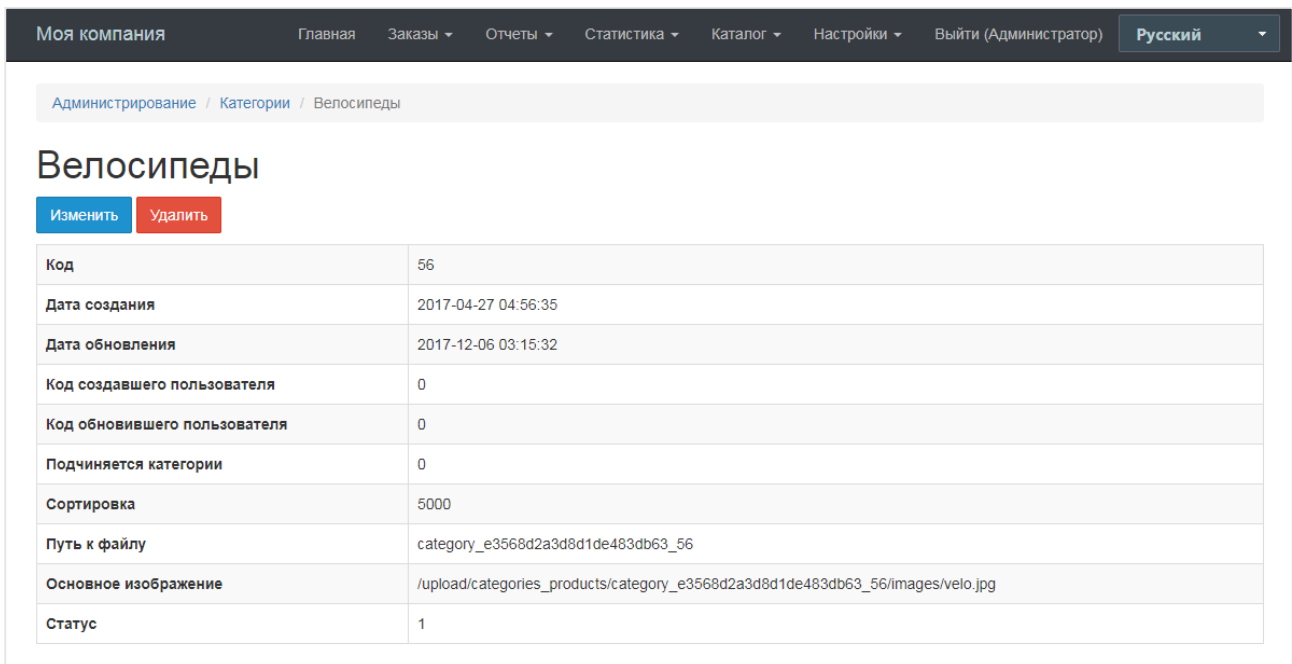 Моя компания Главная Заказы Отчеты Статистика Каталог Настройки Выйти (Администратор) Русский
Администрирование / Категории / Велосипеды
Велосипеды
Изменить Удалить
Код 56
Дата создания 2017-04-27 04:56:35
Дата обновления 2017-12-06 03:15:32
Код создавшего пользователя 0
Код обновившего пользователя 0
Подчиняется категории 0
Сортировка 5000
Путь к файлу category_e3568d2a3d8d1de483db63_56
Основное изображение /upload/categories_products/category_e3568d2a3d8d1de483db63_56/images/velo.jpg
Статус 1